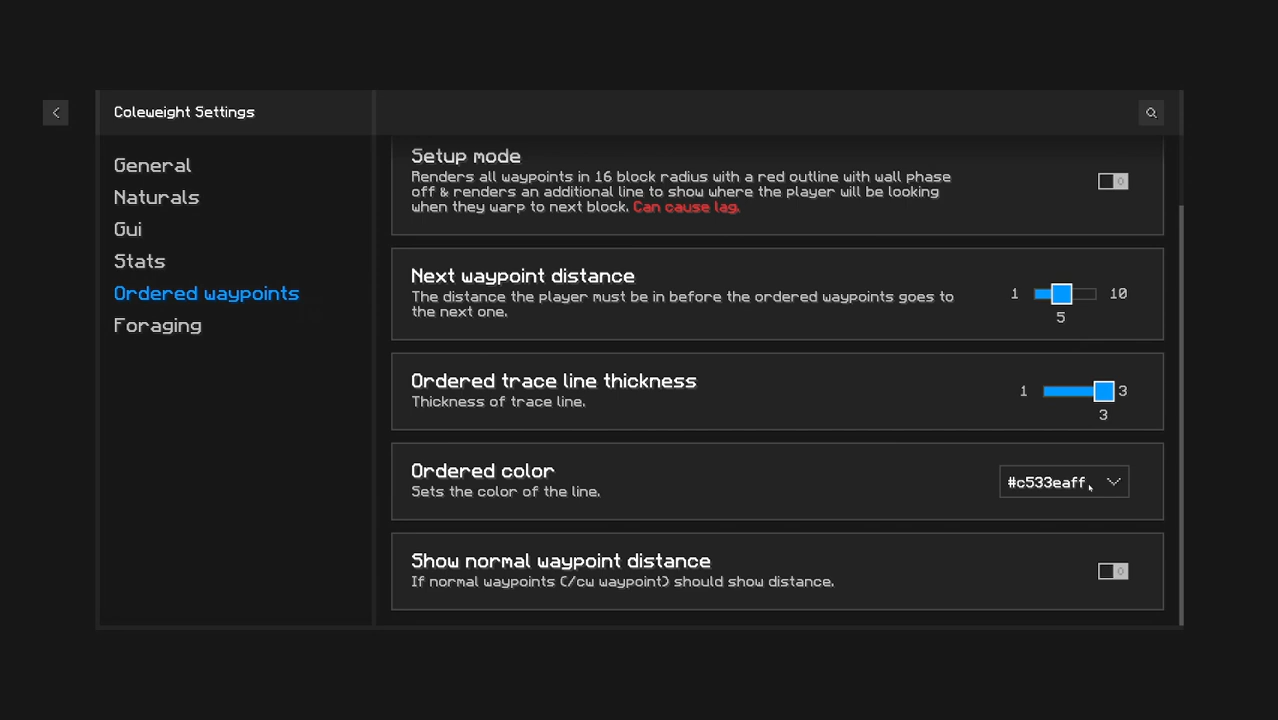 Coleweight Settings
General
Naturals
Gui
Stats
Ordered waypoints
Foraging
Setup mode
Renders all waypoints in 16 block radius with a red outline with wall phase
off & renders an additional line to show where the player will be looking
when they warp to next block. Can cause lag.
Next waypoint distance
The distance the player must be in before the ordered waypoints goes to
the next one.
1 10
5
Ordered trace line thickness
Thickness of trace line.
1 3
3
Ordered color
Sets the color of the line.
#c533eaff
Show normal waypoint distance
If normal waypoints (/cw waypoint) should show distance.